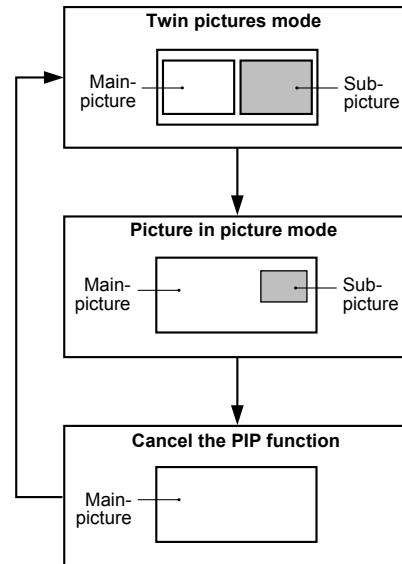 Twin pictures mode
Main-
picture
Sub-
picture
Picture in picture mode
Main-
picture
Sub-
picture
Cancel the PIP function
Main-
picture